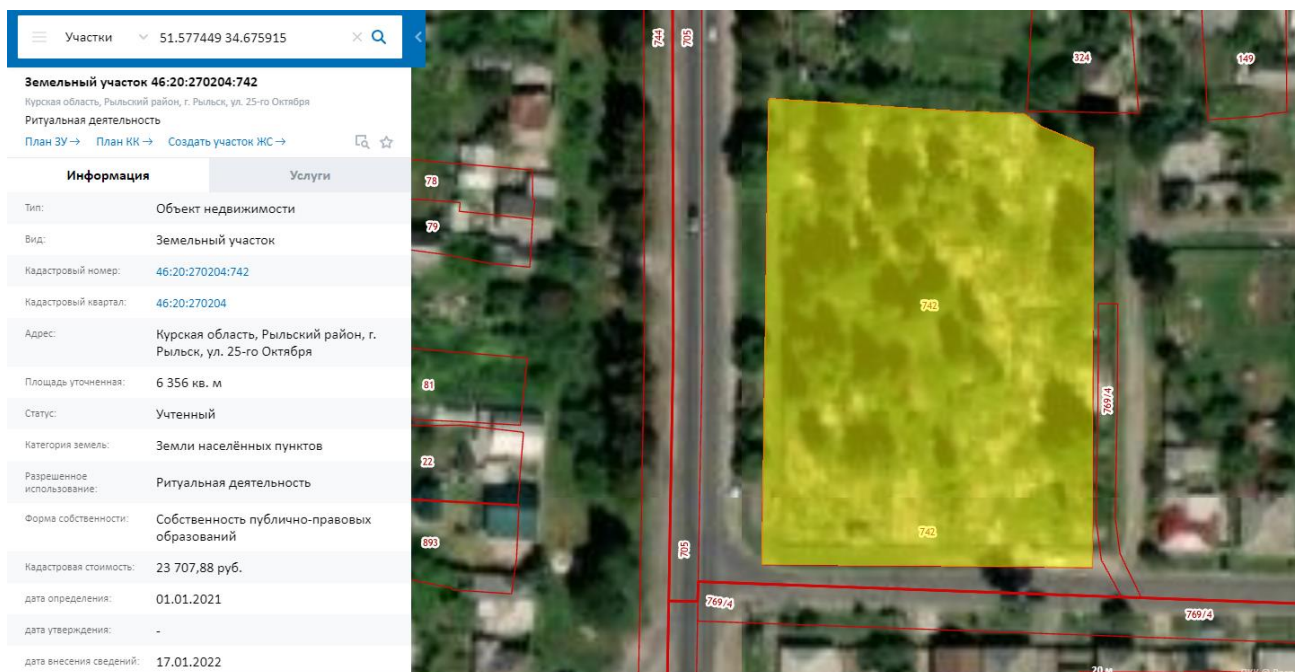 Участки 51.577449 34.675915
Земельный участок 46:20:270204:742
Курская область, Рыльский район, г. Рыльск, ул. 25-го Октября
Ритуальная деятельность
План ЗУ → План КК → Создать участок ЖС →
Информация Услуги
Тип: Объект недвижимости
Вид: Земельный участок
Кадастровый номер: 46:20:270204:742
Кадастровый квартал: 46:20:270204
Адрес: Курская область, Рыльский район, г.
Рыльск, ул. 25-го Октября
Площадь уточненная: 6 356 кв. м
Статус: Учтенный
Категория земель: Земли населённых пунктов
Разрешенное
использование: Ритуальная деятельность
Форма собственности: Собственность публично-правовых
образований
Кадастровая стоимость: 23 707,88 руб.
дата определения: 01.01.2021
дата утверждения: -
дата внесения сведений: 17.01.2022
744
705
324
149
78
79
742
81
769/4
22
742
893
705
769/4
769/4
20 м